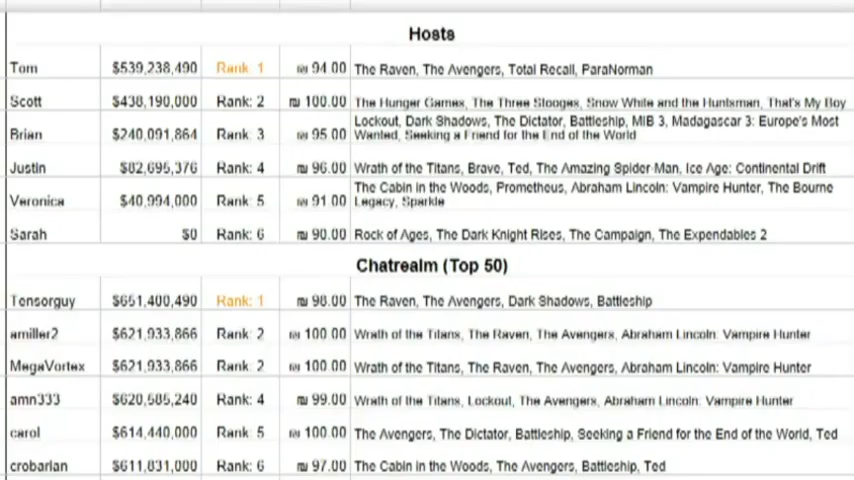 Hosts
Tom $539,238,490 Rank: 1 ₪ 94.00 The Raven, The Avengers, Total Recall, ParaNorman
Scott $438,190,000 Rank: 2 ₪ 100.00 The Hunger Games, The Three Stooges, Snow White and the Huntsman, That's My Boy
Brian $240,091,864 Rank: 3 ₪ 95.00 Lockout, Dark Shadows, The Dictator, Battleship, MIB 3, Madagascar 3: Europe's Most
Wanted, Seeking a Friend for the End of the World
Justin $82,695,376 Rank: 4 ₪ 96.00 Wrath of the Titans, Brave, Ted, The Amazing Spider-Man, Ice Age: Continental Drift
Veronica $40,994,000 Rank: 5 ₪ 91.00 The Cabin in the Woods, Prometheus, Abraham Lincoln: Vampire Hunter, The Bourne
Legacy, Sparkle
Sarah $0 Rank: 6 ₪ 90.00 Rock of Ages, The Dark Knight Rises, The Campaign, The Expendables 2
Chatrealm (Top 50)
Tensorguy $651,400,490 Rank: 1 ₪ 98.00 The Raven, The Avengers, Dark Shadows, Battleship
amiller2 $621,933,866 Rank: 2 ₪ 100.00 Wrath of the Titans, The Raven, The Avengers, Abraham Lincoln: Vampire Hunter
MegaVortex $621,933,866 Rank: 2 ₪ 100.00 Wrath of the Titans, The Raven, The Avengers, Abraham Lincoln: Vampire Hunter
amn333 $620,585,240 Rank: 4 ₪ 99.00 Wrath of the Titans, Lockout, The Avengers, Abraham Lincoln: Vampire Hunter
carol $614,440,000 Rank: 5 ₪ 100.00 The Avengers, The Dictator, Battleship, Seeking a Friend for the End of the World, Ted
crobarian $611,831,000 Rank: 6 ₪ 97.00 The Cabin in the Woods, The Avengers, Battleship, Ted